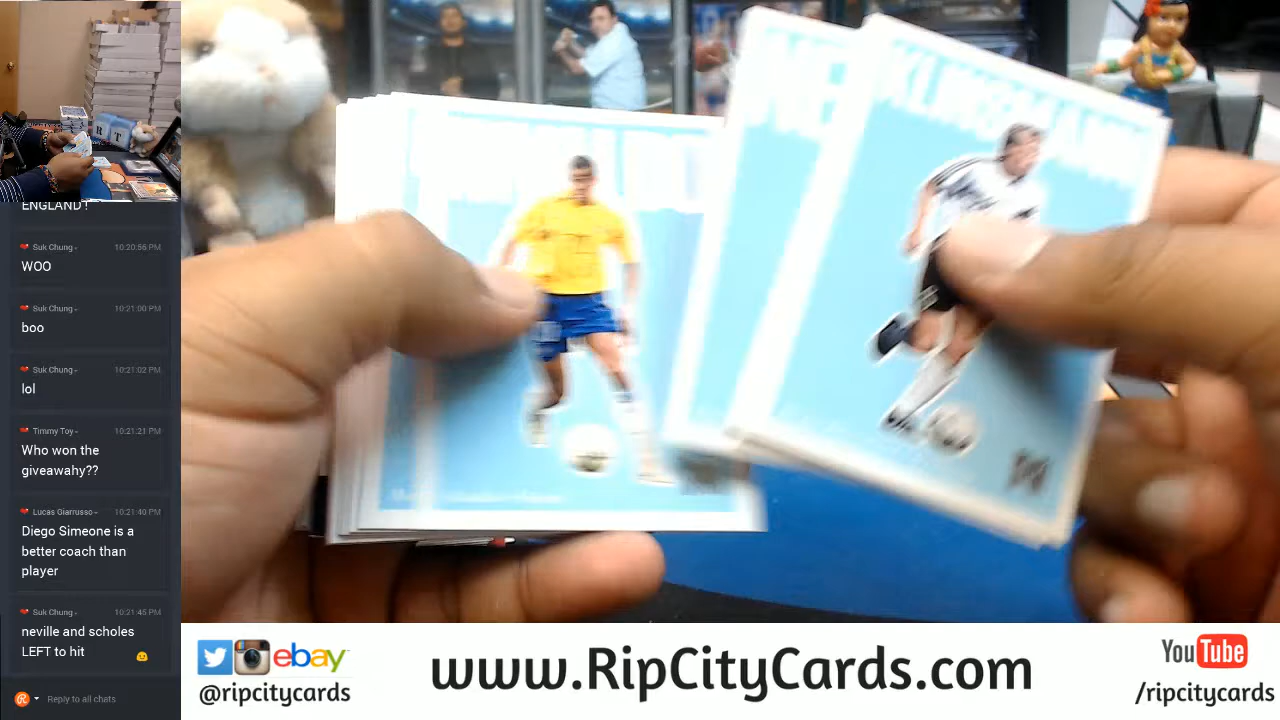 ENGLAND!
Suk Chung 10:20:56 PM
WOO
Suk Chung 10:21:00 PM
boo
Suk Chung 10:21:02 PM
lol
Timmy Toy 10:21:21 PM
Who won the
giveawahy??
Lucas Giarrusso 10:21:40 PM
Diego Simeone is a
better coach than
player
Suk Chung 10:21:45 PM
neville and scholes
LEFT to hit
Reply to all chats
KLINSMANN
ebay
@ripcitycards
www.RipCityCards.com
YouTube
/ripcitycards